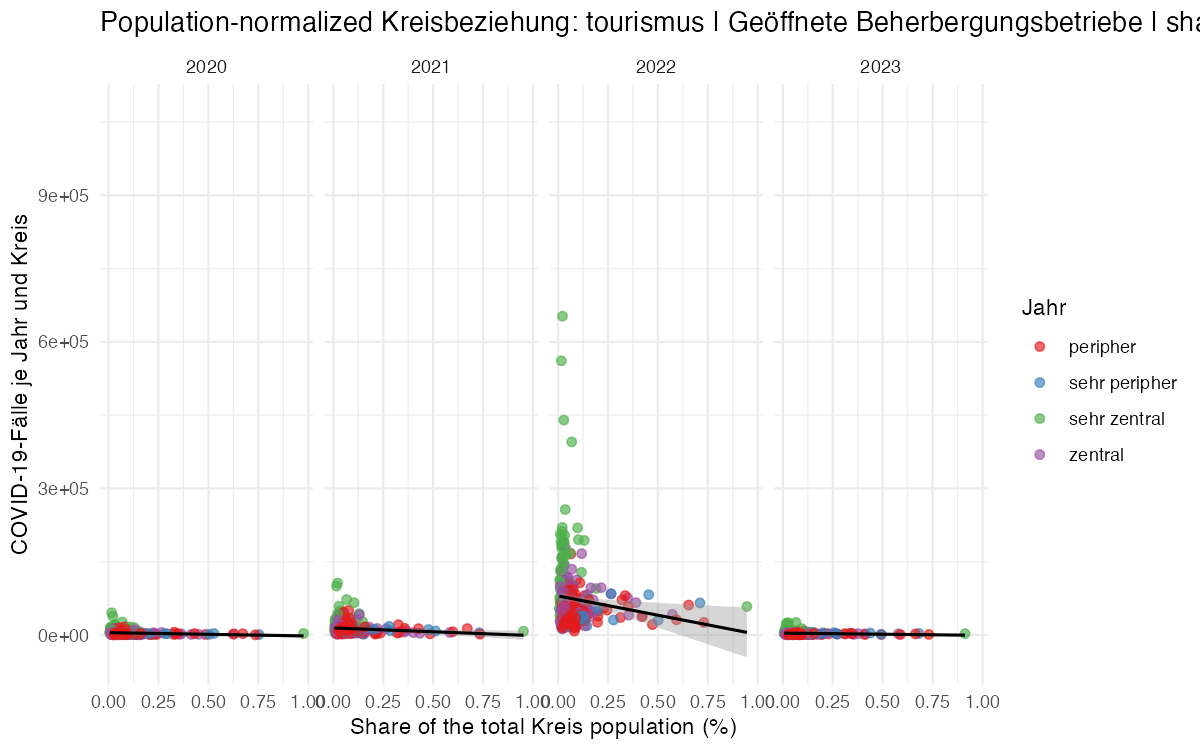 Population-normalized Kreisbeziehung: tourismus | Geöffnete Beherbergungsbetriebe | sha
2020 2021 2022 2023
9e+05
6e+05
3e+05
0e+00
COVID-19-Fälle je Jahr und Kreis
0.00 0.25 0.50 0.75 1.00 0.00 0.25 0.50 0.75 1.00 0.00 0.25 0.50 0.75 1.00 0.00 0.25 0.50 0.75 1.00
Share of the total Kreis population (%)
Jahr
peripher
sehr peripher
sehr zentral
zentral